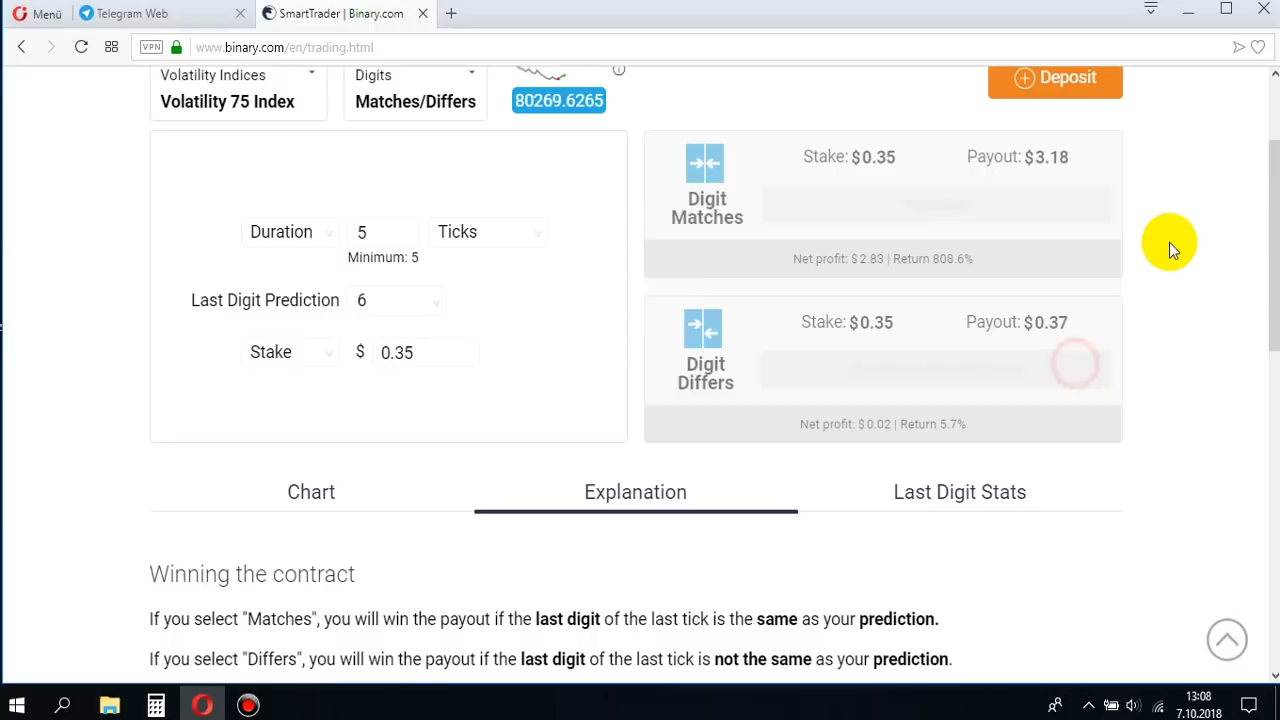 Menü
Telegram Web
SmartTrader | Binary.com
VPN
www.binary.com/en/trading.html
Volatility Indices
Volatility 75 Index
Digits
Matches/Differs
80269.6265
Deposit
Duration
5
Ticks
Minimum: 5
Last Digit Prediction
6
Stake
$
0.35
Digit
Matches
Stake: $0.35
Payout: $3.18
Net profit: $2.83 | Return 808.6%
Digit
Differs
Stake: $0.35
Payout: $0.37
Net profit: $0.02 | Return 5.7%
Chart
Explanation
Last Digit Stats
Winning the contract
If you select "Matches", you will win the payout if the last digit of the last tick is the same as your prediction.
If you select "Differs", you will win the payout if the last digit of the last tick is not the same as your prediction.
13:08
7.10.2018